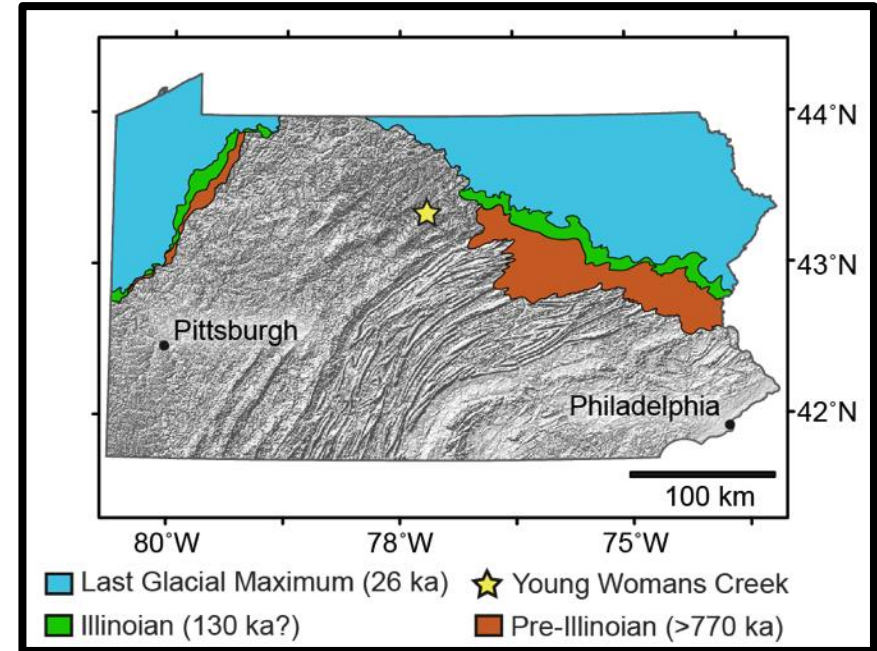 44°N
43°N
Pittsburgh
Philadelphia
42°N
100 km
80°W 78°W 75°W
Last Glacial Maximum (26 ka) Young Womans Creek
Illinoian (130 ka?) Pre-Illinoian (>770 ka)